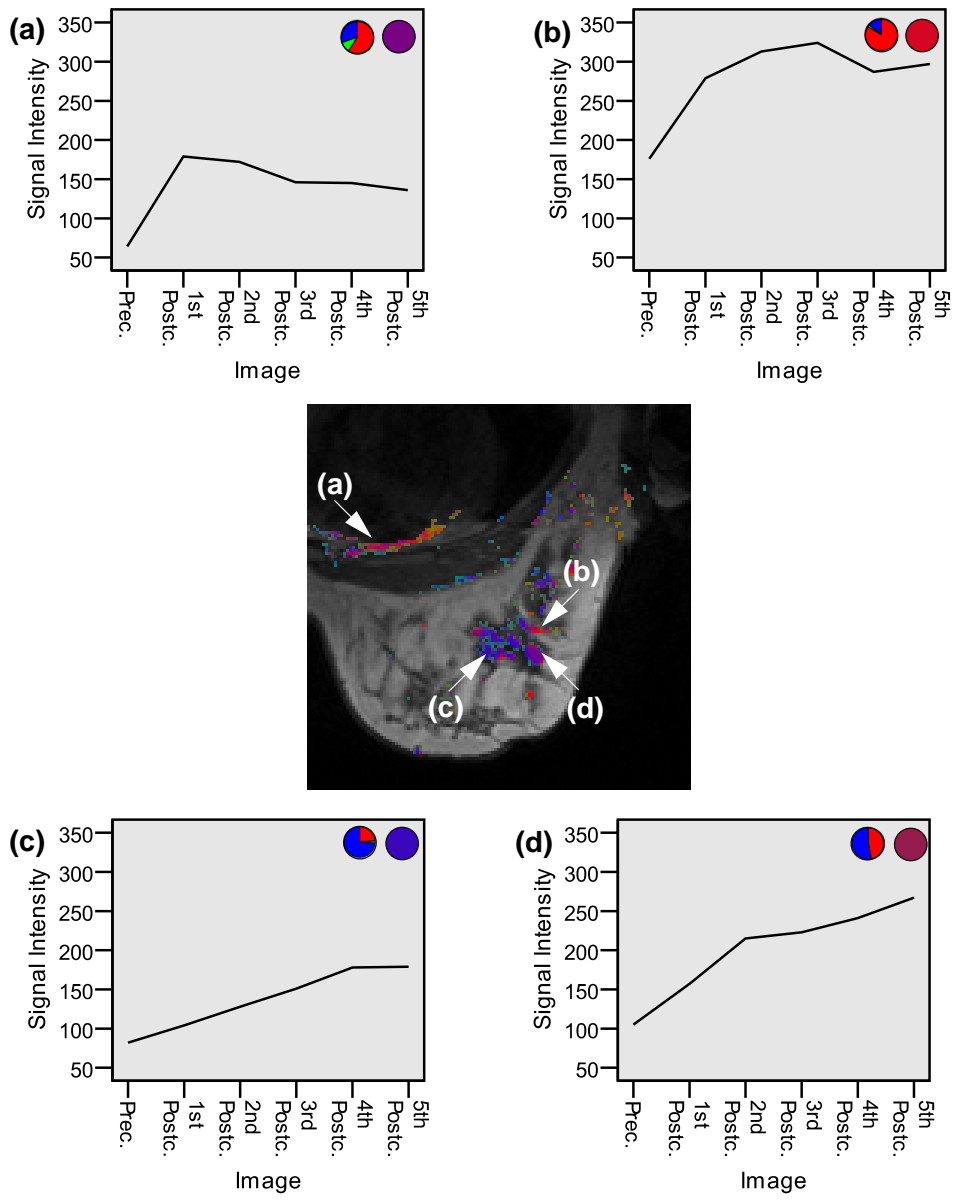 (a)
350
300
250
200
150
100
50
Signal Intensity
Prec.
1st Postc.
2nd Postc.
3rd Postc.
4th Postc.
5th Postc.
Image
(b)
350
300
250
200
150
100
50
Signal Intensity
Prec.
1st Postc.
2nd Postc.
3rd Postc.
4th Postc.
5th Postc.
Image
(a)
(b)
(c)
(d)
(c)
350
300
250
200
150
100
50
Signal Intensity
Prec.
1st Postc.
2nd Postc.
3rd Postc.
4th Postc.
5th Postc.
Image
(d)
350
300
250
200
150
100
50
Signal Intensity
Prec.
1st Postc.
2nd Postc.
3rd Postc.
4th Postc.
5th Postc.
Image